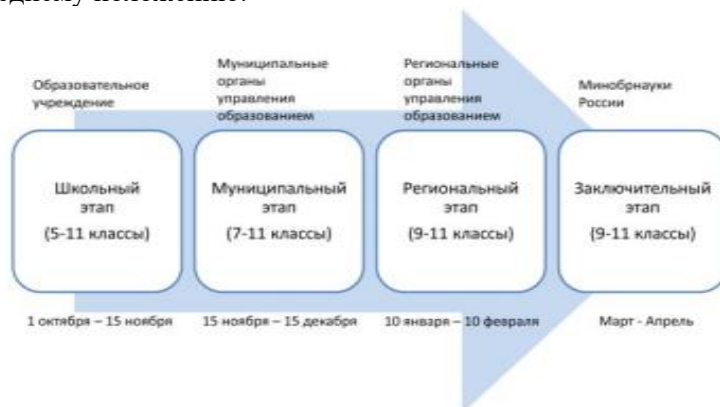 Образовательное
учреждение
Муниципальные
органы
управления
образованием
Региональные
органы
управления
образованием
Минобрнауки
России
Школьный
этап
(5-11 классы)
Муниципальный
этап
(7-11 классы)
Региональный
этап
(9-11 классы)
Заключительный
этап
(9-11 классы)
1 октября – 15 ноября
15 ноября – 15 декабря
10 января – 10 февраля
Март - Апрель